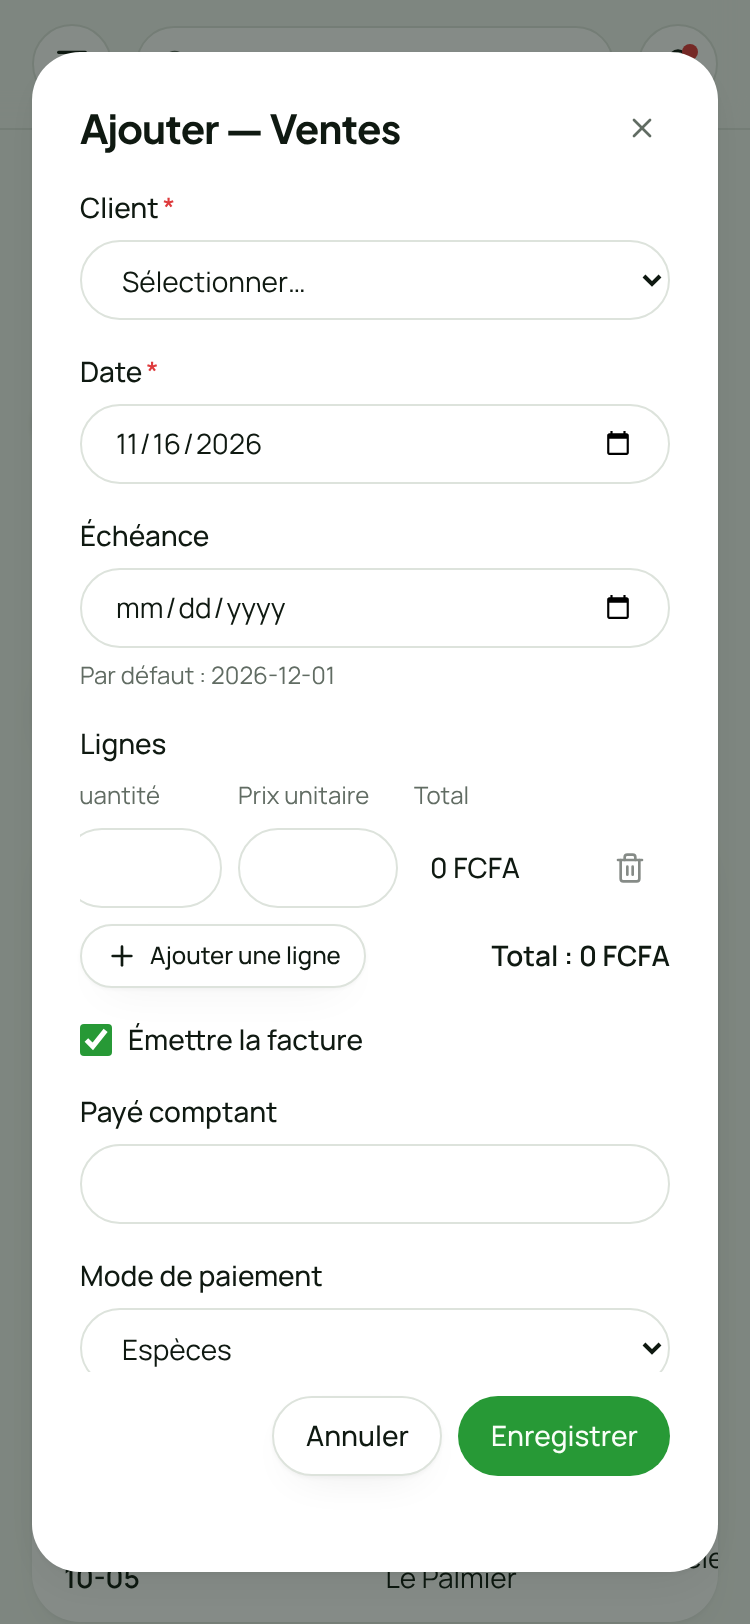 Ajouter — Ventes
Client *
Sélectionner...
Date *
11/16/2026
Échéance
mm/dd/yyyy
Par défaut : 2026-12-01
Lignes
uantité Prix unitaire Total
0 FCFA
Ajouter une ligne
Total : 0 FCFA
Émettre la facture
Payé comptant
Mode de paiement
Espèces
Annuler
Enregistrer
10-05
Le Palmier